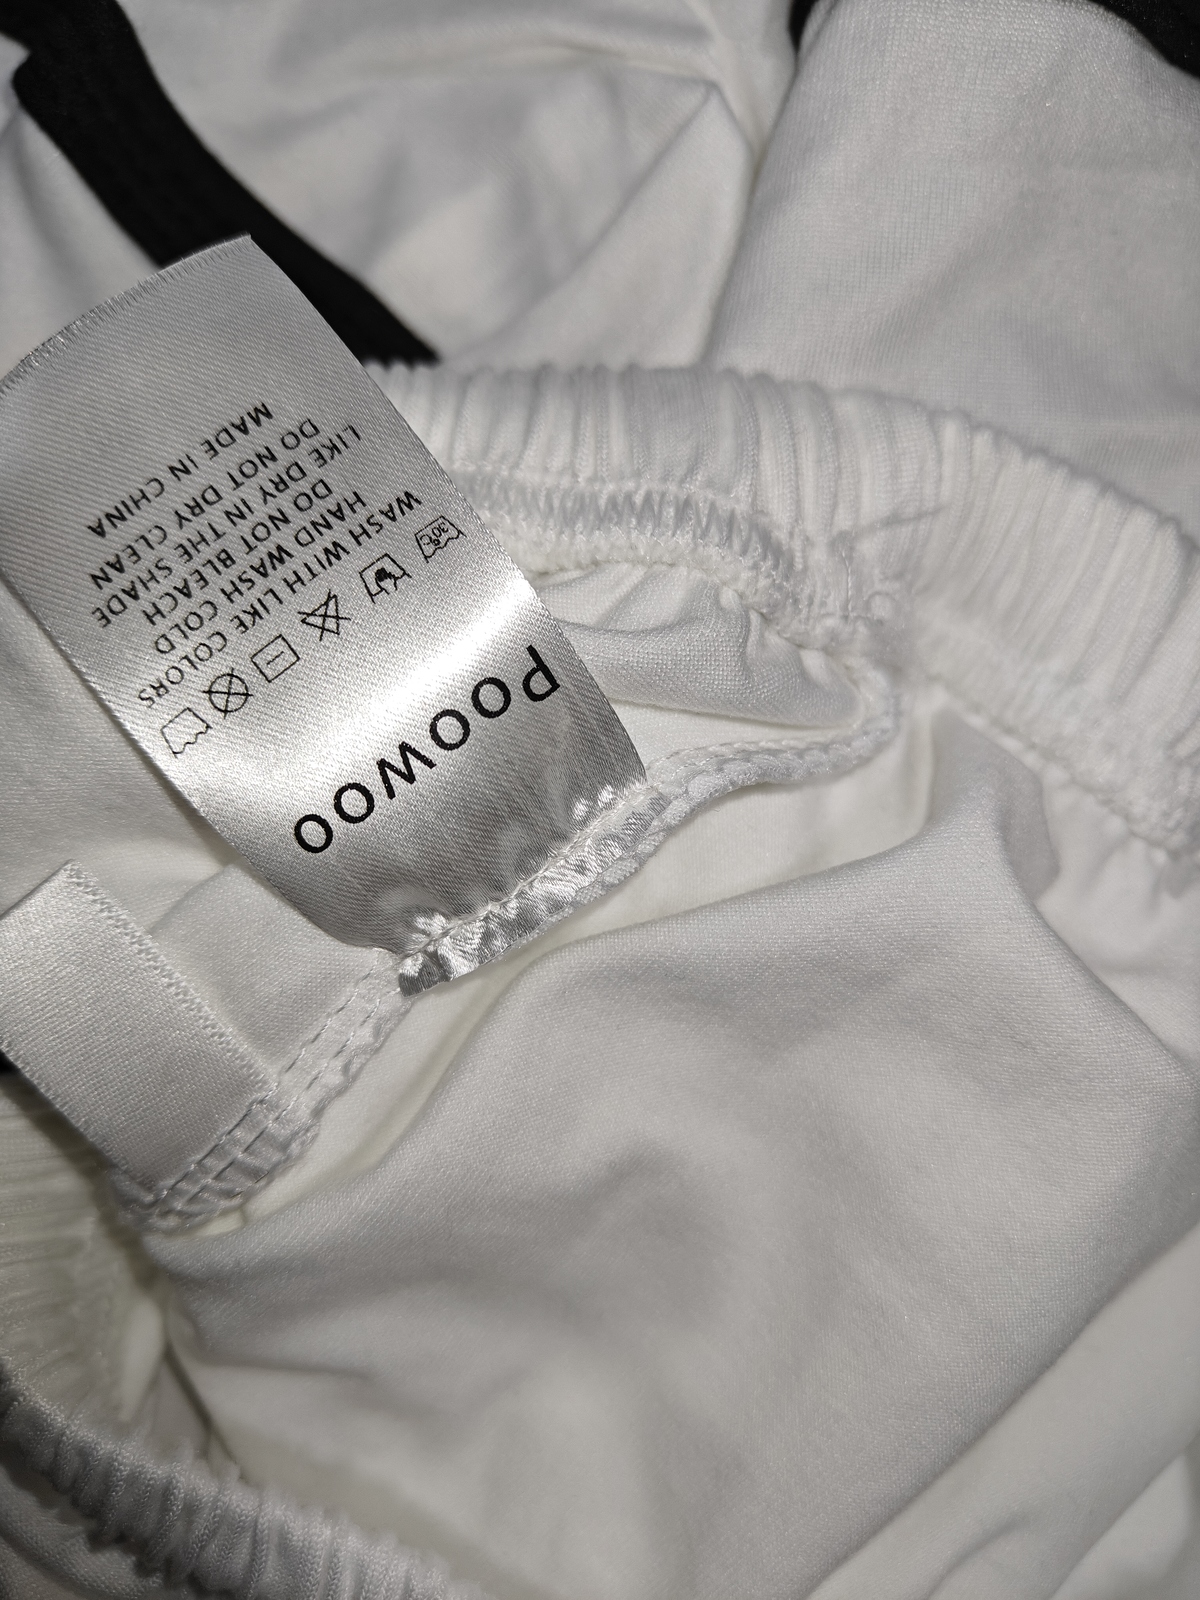 POOWOO
30°C
WASH WITH LIKE COLORS
HAND WASH COLD
DO NOT BLEACH
LIKE DRY IN THE SHADE
DO NOT DRY CLEAN
MADE IN CHINA